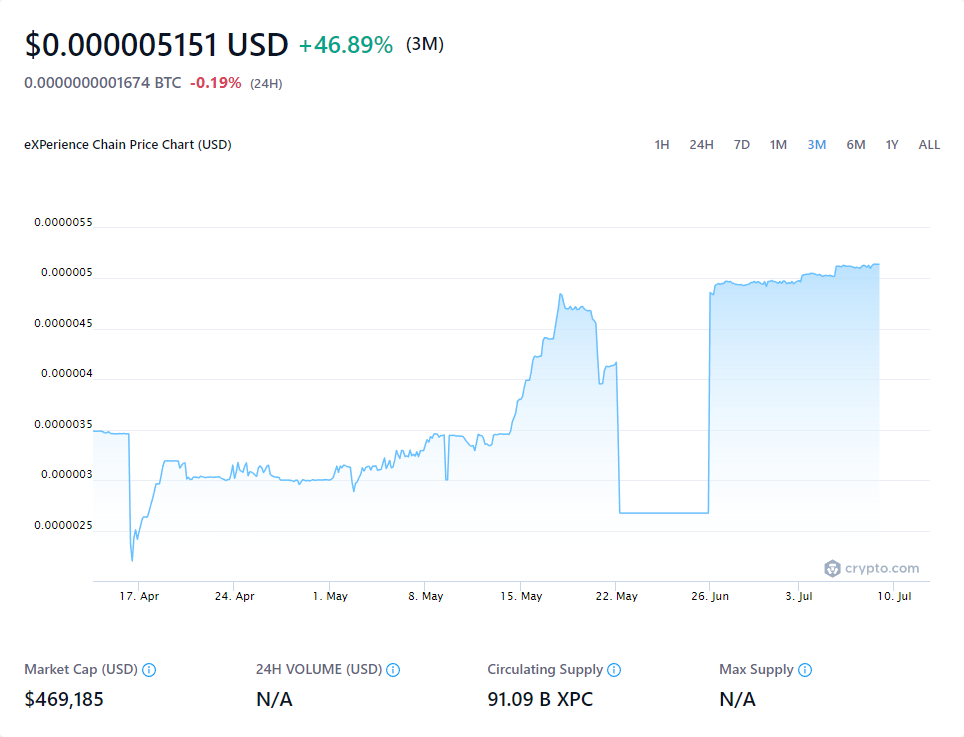 $0.000005151 USD +46.89% (3M)
0.0000000001674 BTC -0.19% (24H)
eXPerience Chain Price Chart (USD) 1H 24H 7D 1M 3M 6M 1Y ALL
0.0000055
0.000005
0.0000045
0.000004
0.0000035
0.000003
0.0000025
crypto.com
17. Apr 24. Apr 1. May 8. May 15. May 22. May 26. Jun 3. Jul 10. Jul
Market Cap (USD) 24H VOLUME (USD) Circulating Supply Max Supply
$469,185 N/A 91.09 B XPC N/A